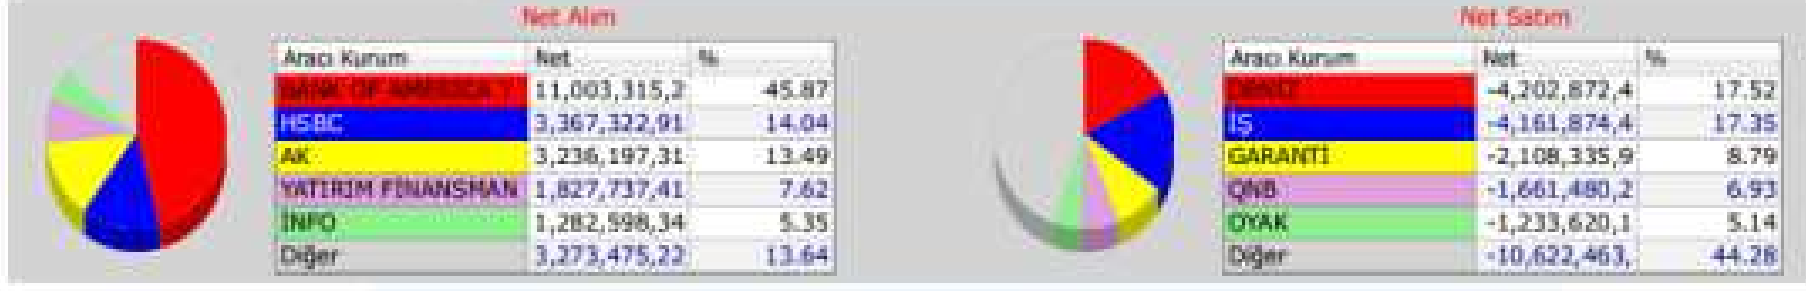 Net Alım
Aracı Kurum Net %
BANK OF AMERICA 11,003,315,2 45.87
HSBC 3,367,322,91 14.04
AK 3,236,197,31 13.49
YATIRIM FİNANSMAN 1,827,737,41 7.62
İNFO 1,282,598,34 5.35
Diğer 3,273,475,22 13.64
Net Satım
Aracı Kurum Net %
DENİZ -4,202,872,4 17.52
İŞ -4,161,874,4 17.35
GARANTİ -2,108,335,9 8.79
QNB -1,661,480,2 6.93
OYAK -1,233,620,1 5.14
Diğer -10,622,463, 44.28